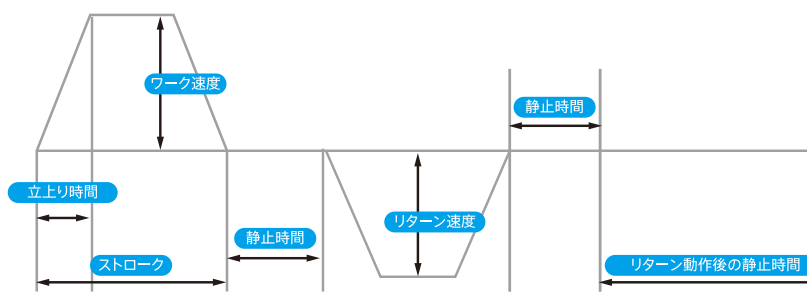 ワーク速度
静止時間
立上り時間
リターン速度
静止時間
ストローク
リターン動作後の静止時間